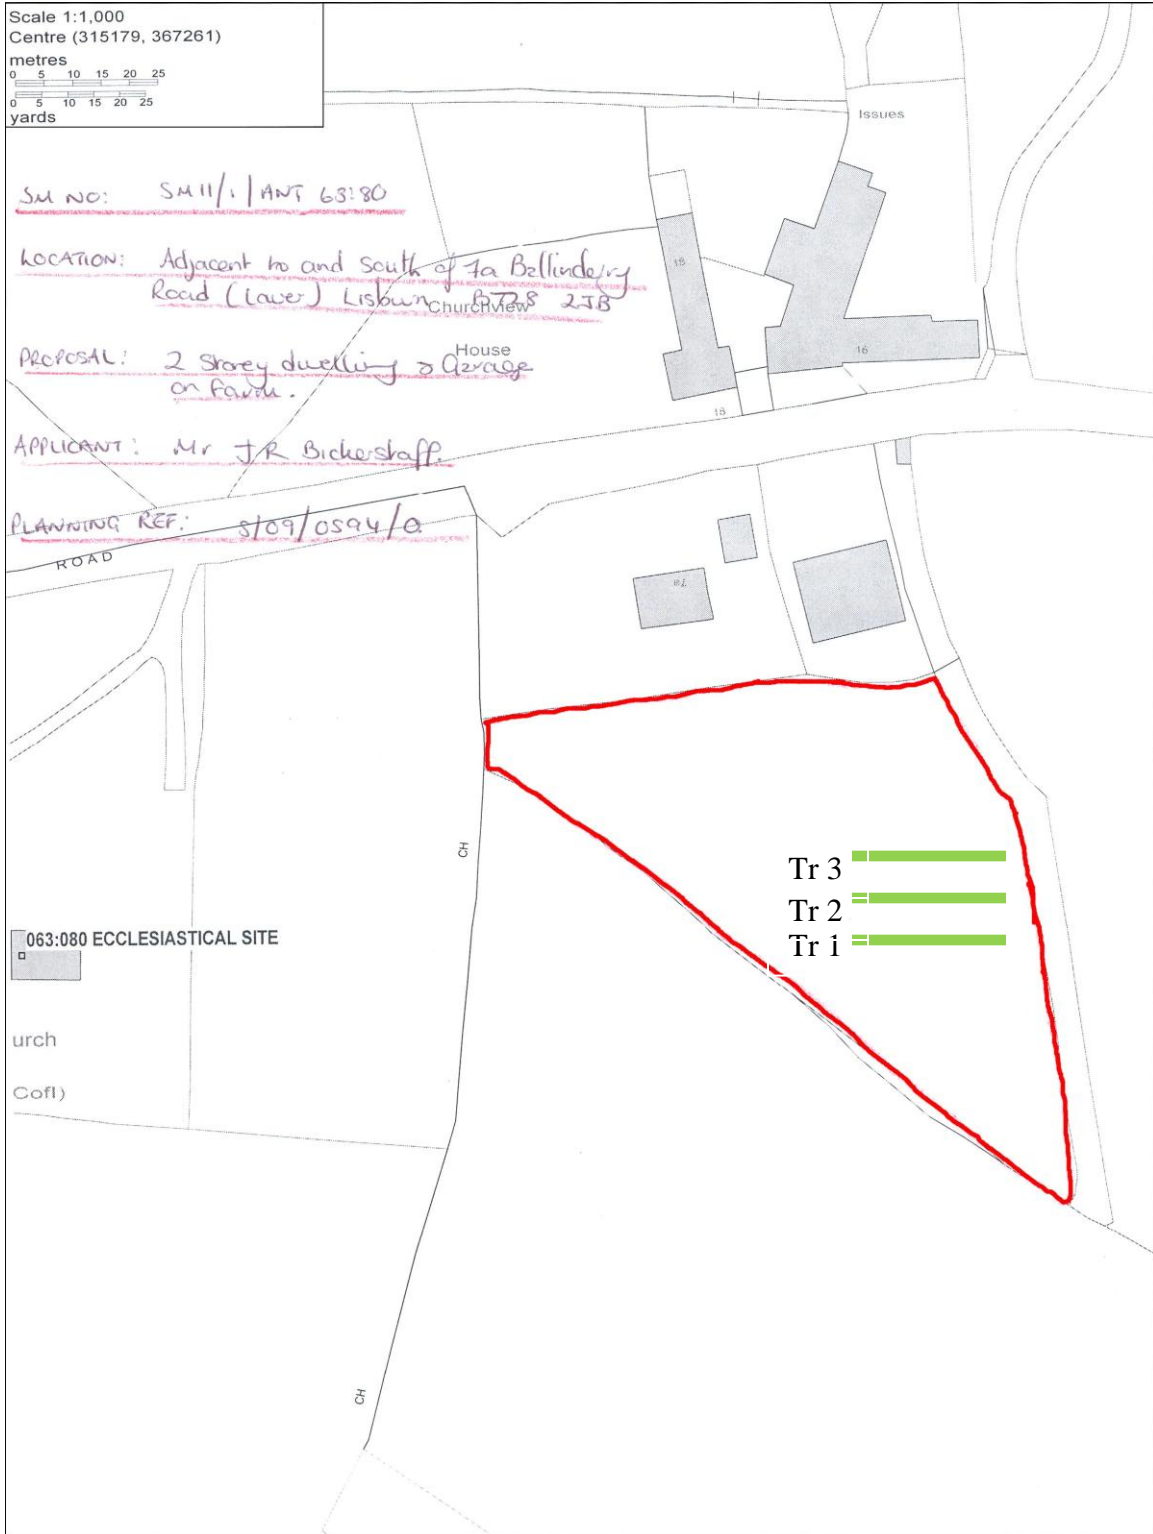 Scale 1:1,000
Centre (315179, 367261)
metres
0 5 10 15 20 25
0 5 10 15 20 25
yards
Issues
SM NO: SM11/1/ANT 63:80
LOCATION: Adjacent to and South of 7a Ballinderry
Road (Lower) Lisburn BT28 2JB
Churchview
House
PROPOSAL: 2 Storey dwelling & Garage
on farm.
18
16
18
APPLICANT: Mr J R Bickerstaff.
PLANNING REF: S/09/0594/O
ROAD
7a
CH
Tr 3
Tr 2
Tr 1
063:080 ECCLESIASTICAL SITE
urch
CofI)
CH